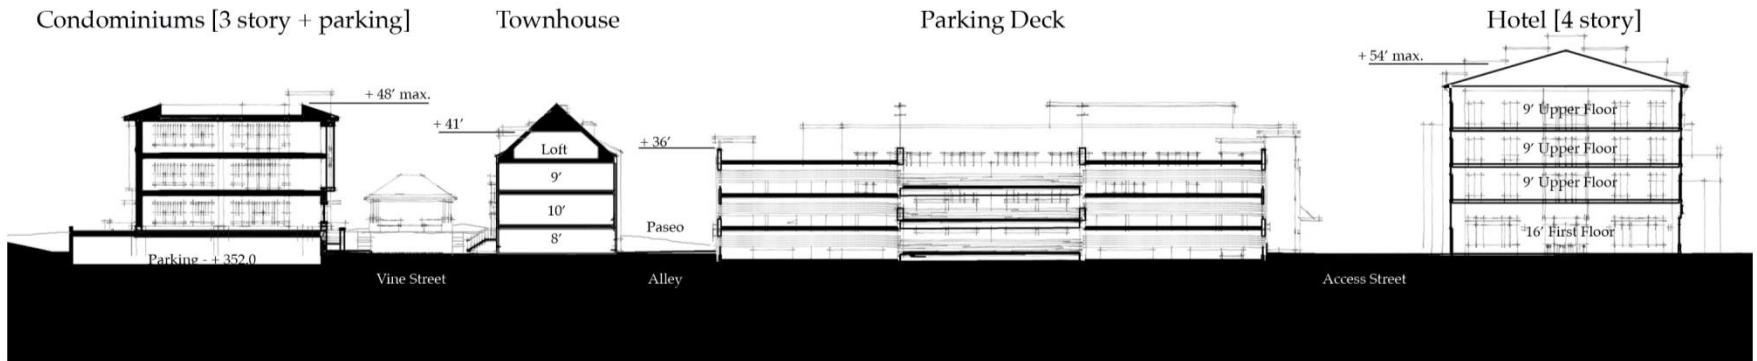 Condominiums [3 story + parking]
Townhouse
Parking Deck
Hotel [4 story]
+ 48' max.
+ 41'
+ 36'
+ 54' max.
Loft
9'
10'
8'
Paseo
9' Upper Floor
9' Upper Floor
9' Upper Floor
16' First Floor
Parking - + 352.0
Vine Street
Alley
Access Street